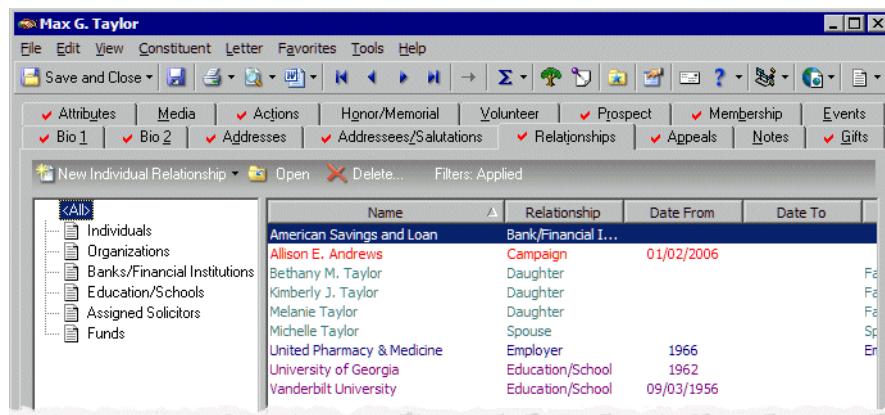 Max G. Taylor
File Edit View Constituent Letter Favorites Tools Help
Save and Close
Attributes Media Actions Honor/Memorial Volunteer Prospect Membership Events
Bio 1 Bio 2 Addresses Addressees/Salutations Relationships Appeals Notes Gifts
New Individual Relationship Open Delete... Filters: Applied
<All>
Individuals
Organizations
Banks/Financial Institutions
Education/Schools
Assigned Solicitors
Funds
Name Relationship Date From Date To
American Savings and Loan Bank/Financial I...
Allison E. Andrews Campaign 01/02/2006
Bethany M. Taylor Daughter Fa
Kimberly J. Taylor Daughter Fa
Melanie Taylor Daughter Fa
Michelle Taylor Spouse Sp
United Pharmacy & Medicine Employer 1966 Em
University of Georgia Education/School 1962
Vanderbilt University Education/School 09/03/1956